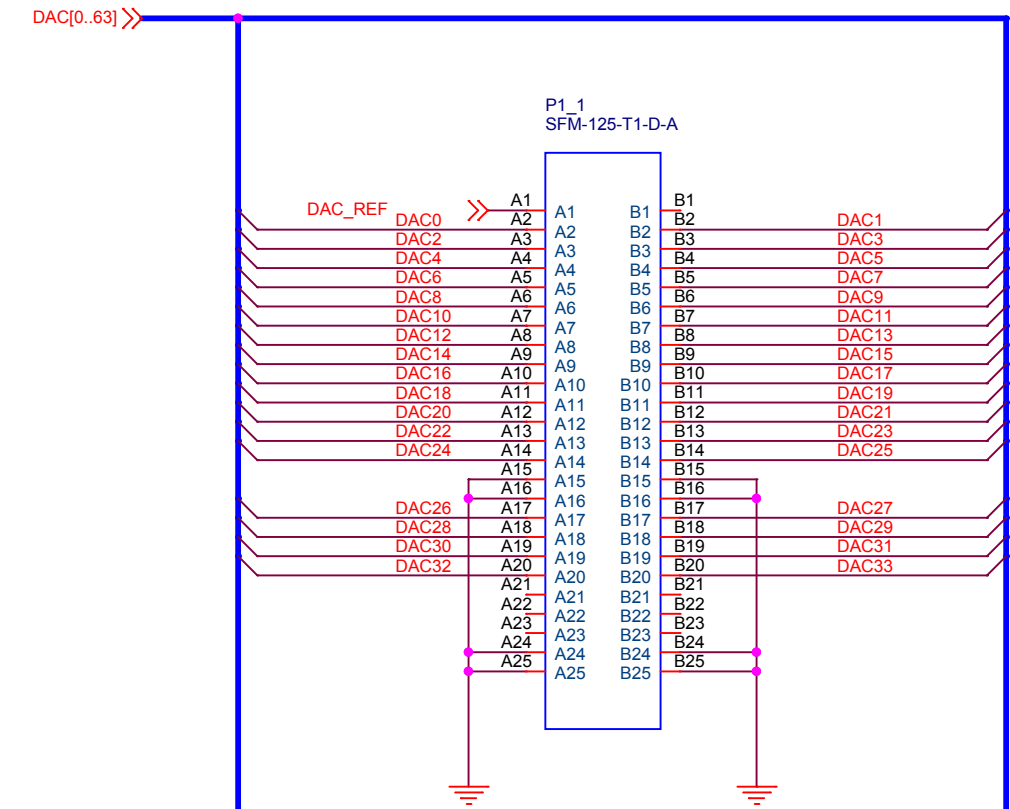 DAC[0..63]
P1_1
SFM-125-T1-D-A
DAC_REF A1 A1 B1 B1
DAC0 A2 A2 B2 B2 DAC1
DAC2 A3 A3 B3 B3 DAC3
DAC4 A4 A4 B4 B4 DAC5
DAC6 A5 A5 B5 B5 DAC7
DAC8 A6 A6 B6 B6 DAC9
DAC10 A7 A7 B7 B7 DAC11
DAC12 A8 A8 B8 B8 DAC13
DAC14 A9 A9 B9 B9 DAC15
DAC16 A10 A10 B10 B10 DAC17
DAC18 A11 A11 B11 B11 DAC19
DAC20 A12 A12 B12 B12 DAC21
DAC22 A13 A13 B13 B13 DAC23
DAC24 A14 A14 B14 B14 DAC25
A15 A15 B15 B15
A16 A16 B16 B16
DAC26 A17 A17 B17 B17 DAC27
DAC28 A18 A18 B18 B18 DAC29
DAC30 A19 A19 B19 B19 DAC31
DAC32 A20 A20 B20 B20 DAC33
A21 A21 B21 B21
A22 A22 B22 B22
A23 A23 B23 B23
A24 A24 B24 B24
A25 A25 B25 B25